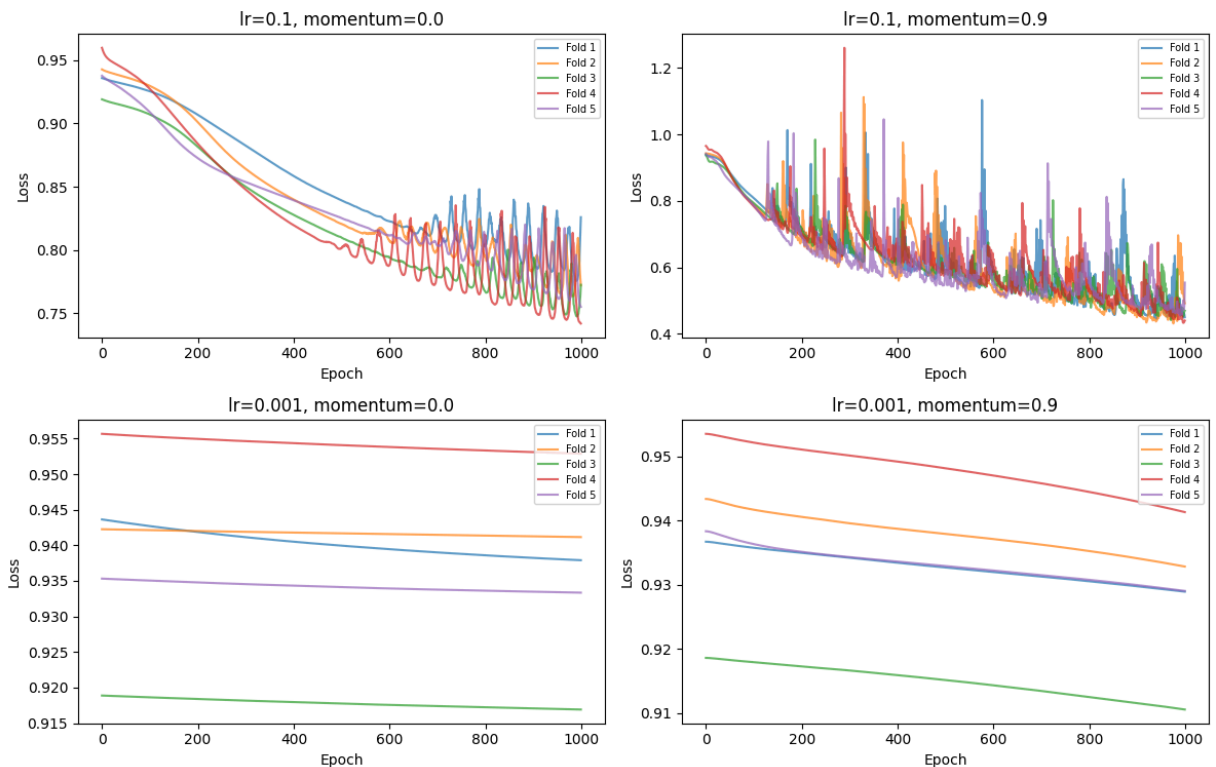 lr=0.1, momentum=0.0
Loss
0.95
0.90
0.85
0.80
0.75
0 200 400 600 800 1000
Epoch
Fold 1
Fold 2
Fold 3
Fold 4
Fold 5
lr=0.1, momentum=0.9
Loss
1.2
1.0
0.8
0.6
0.4
0 200 400 600 800 1000
Epoch
Fold 1
Fold 2
Fold 3
Fold 4
Fold 5
lr=0.001, momentum=0.0
Loss
0.955
0.950
0.945
0.940
0.935
0.930
0.925
0.920
0.915
0 200 400 600 800 1000
Epoch
Fold 1
Fold 2
Fold 3
Fold 4
Fold 5
lr=0.001, momentum=0.9
Loss
0.95
0.94
0.93
0.92
0.91
0 200 400 600 800 1000
Epoch
Fold 1
Fold 2
Fold 3
Fold 4
Fold 5